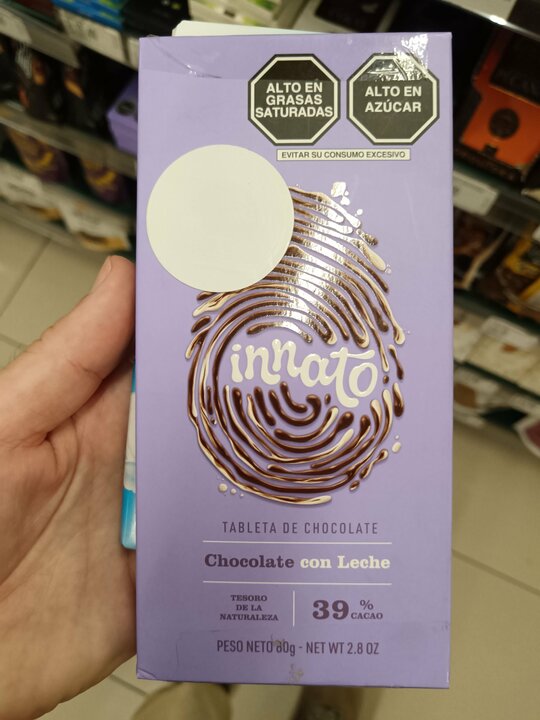 ALTO EN
GRASAS
SATURADAS
ALTO EN
AZÚCAR
EVITAR SU CONSUMO EXCESIVO
innato
TABLETA DE CHOCOLATE
Chocolate con Leche
TESORO
DE LA
NATURALEZA
39%
CACAO
PESO NETO 80g - NET WT 2.8 OZ